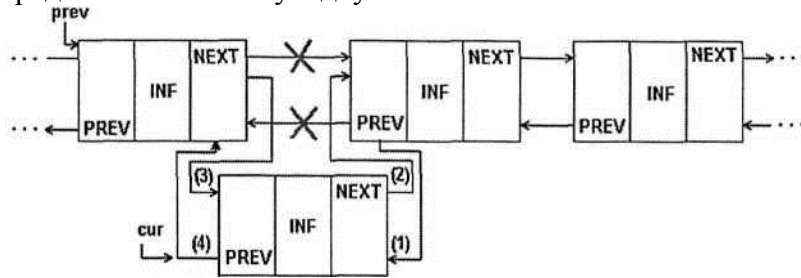 prev
... NEXT NEXT NEXT ...
INF INF INF
... PREV PREV PREV ...
(3) NEXT (2)
cur INF
(4) PREV (1)